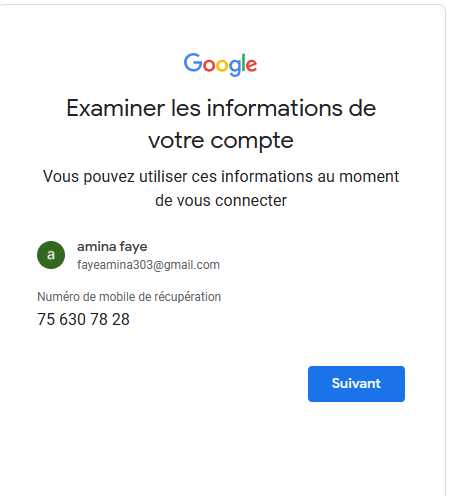 Google
Examiner les informations de
votre compte
Vous pouvez utiliser ces informations au moment
de vous connecter
a
amina faye
fayeamina303@gmail.com
Numéro de mobile de récupération
75 630 78 28
Suivant